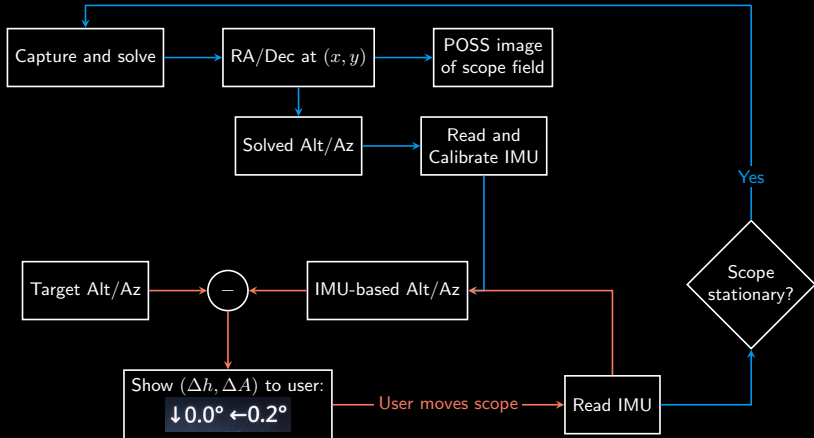 Capture and solve
RA/Dec at (x, y)
POSS image
of scope field
Solved Alt/Az
Read and
Calibrate IMU
Yes
Target Alt/Az
−
IMU-based Alt/Az
Scope
stationary?
Show (Δh, ΔA) to user:
↓0.0° ←0.2°
User moves scope
Read IMU